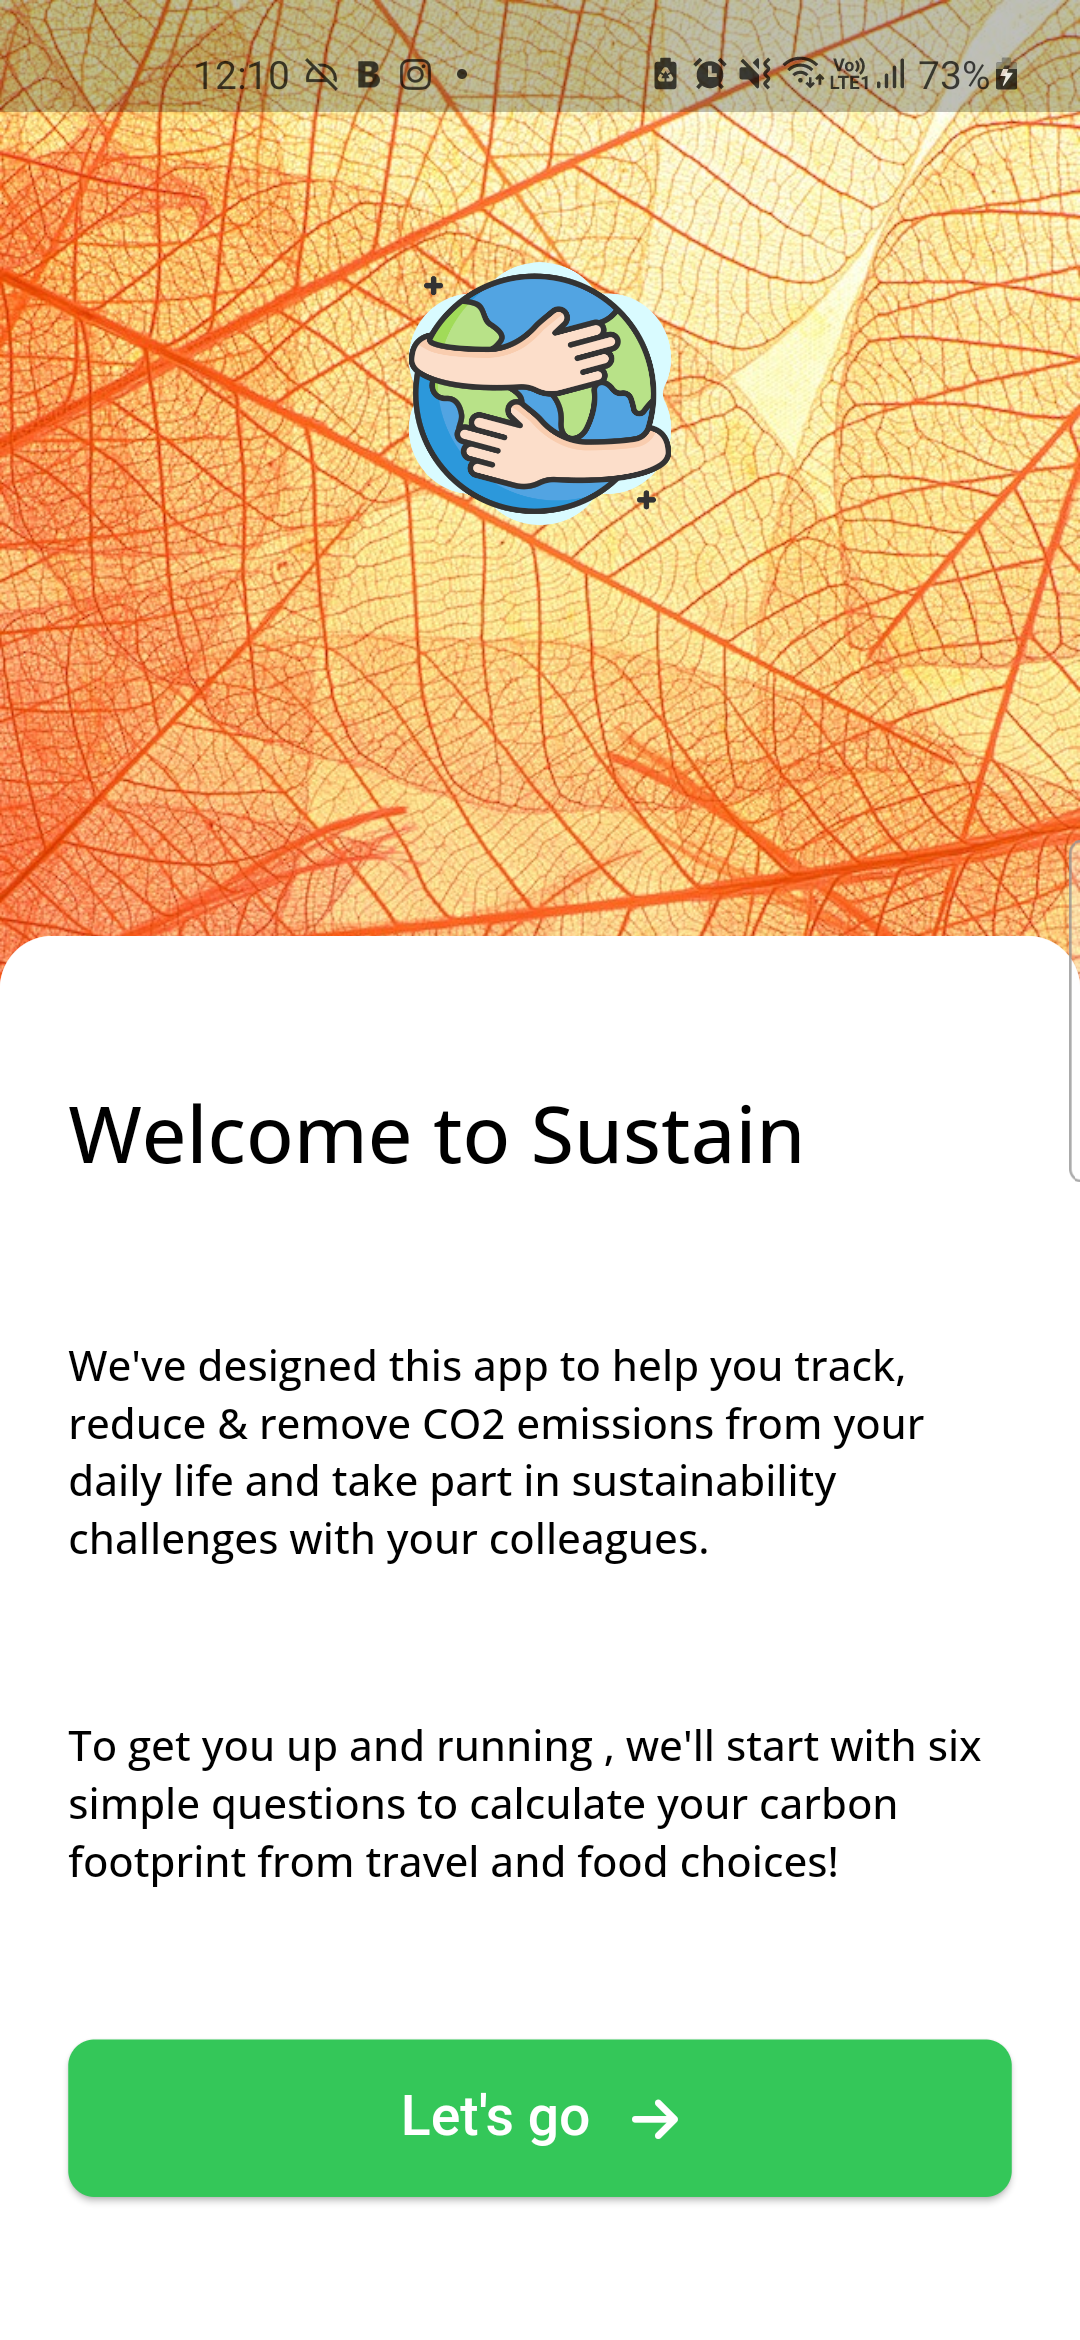 12:10 B Vo)) LTE1 73%
Welcome to Sustain
We've designed this app to help you track,
reduce & remove CO2 emissions from your
daily life and take part in sustainability
challenges with your colleagues.
To get you up and running , we'll start with six
simple questions to calculate your carbon
footprint from travel and food choices!
Let's go